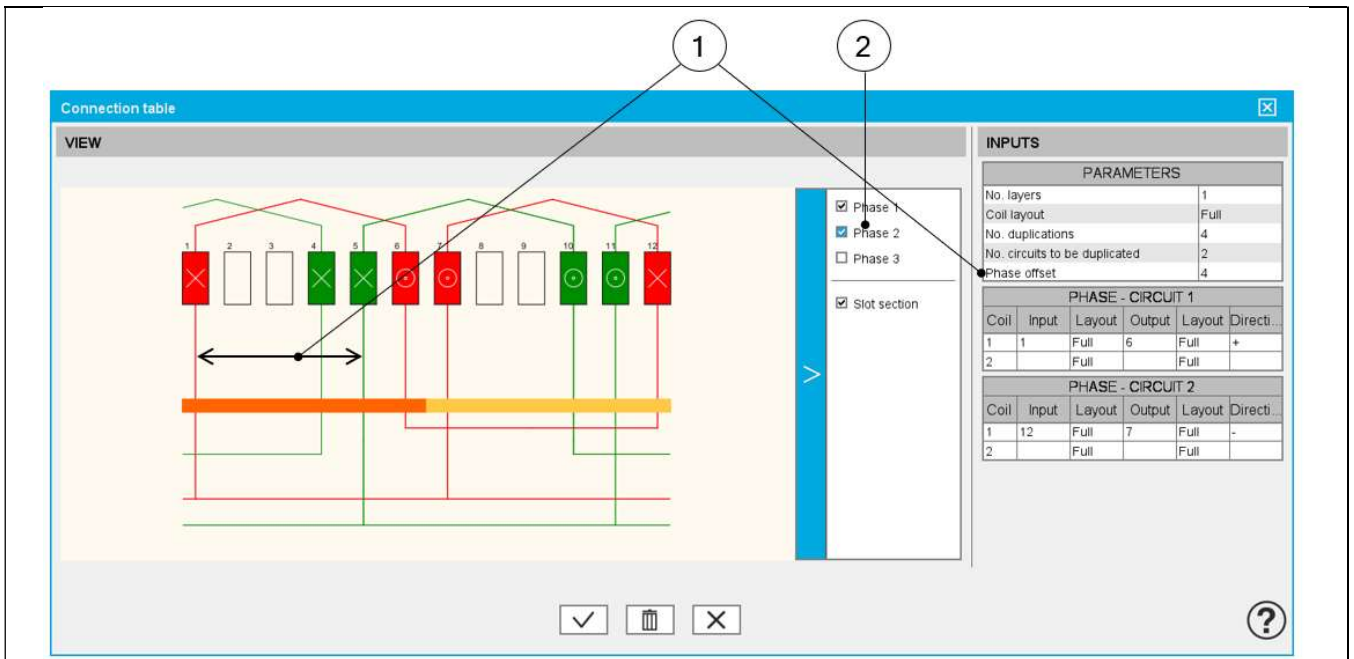 1 2
Connection table
VIEW
INPUTS
PARAMETERS
No. layers 1
Coil layout Full
No. duplications 4
No. circuits to be duplicated 2
Phase offset 4
Phase 1
Phase 2
Phase 3
Slot section
1 2 3 4 5 6 7 8 9 10 11 12
>
PHASE - CIRCUIT 1
Coil Input Layout Output Layout Directi...
1 1 Full 6 Full +
2 Full Full
PHASE - CIRCUIT 2
Coil Input Layout Output Layout Directi...
1 12 Full 7 Full -
2 Full Full
?